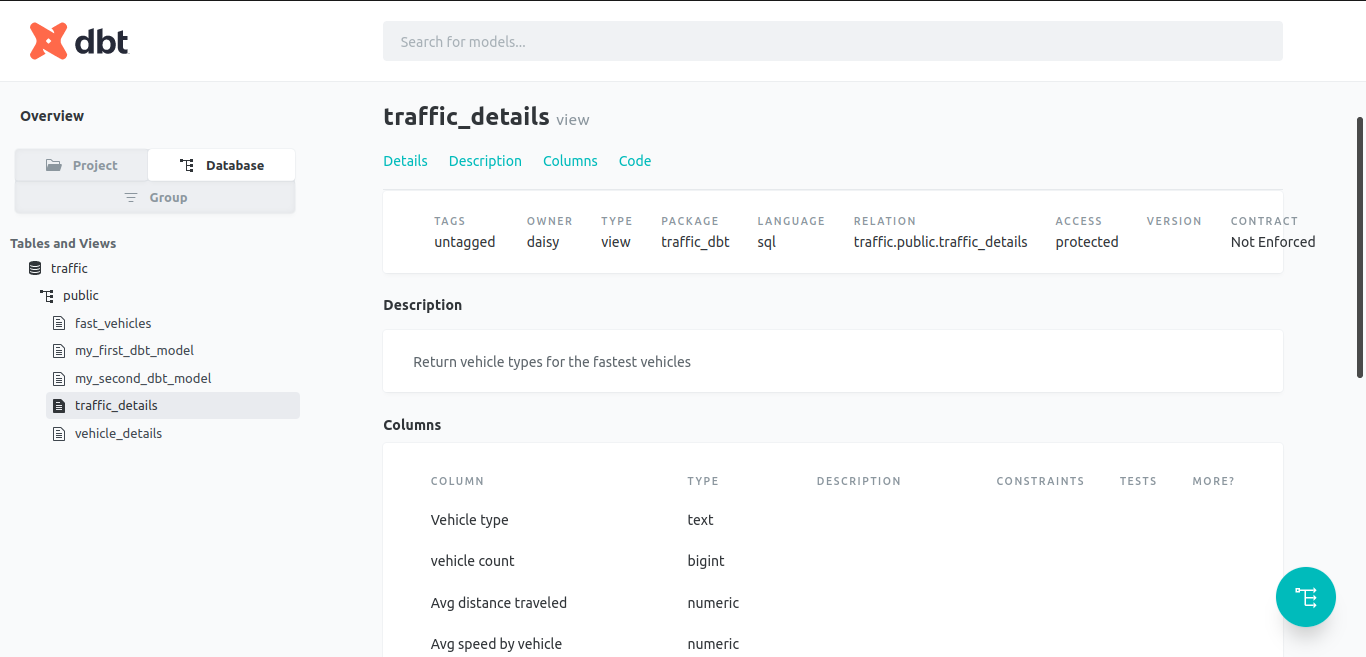 dbt
Search for models...
Overview
Project
Database
Group
Tables and Views
traffic
public
fast_vehicles
my_first_dbt_model
my_second_dbt_model
traffic_details
vehicle_details
traffic_details view
Details Description Columns Code
TAGS OWNER TYPE PACKAGE LANGUAGE RELATION ACCESS VERSION CONTRACT
untagged daisy view traffic_dbt sql traffic.public.traffic_details protected Not Enforced
Description
Return vehicle types for the fastest vehicles
Columns
COLUMN TYPE DESCRIPTION CONSTRAINTS TESTS MORE?
Vehicle type text
vehicle count bigint
Avg distance traveled numeric
Avg speed by vehicle numeric